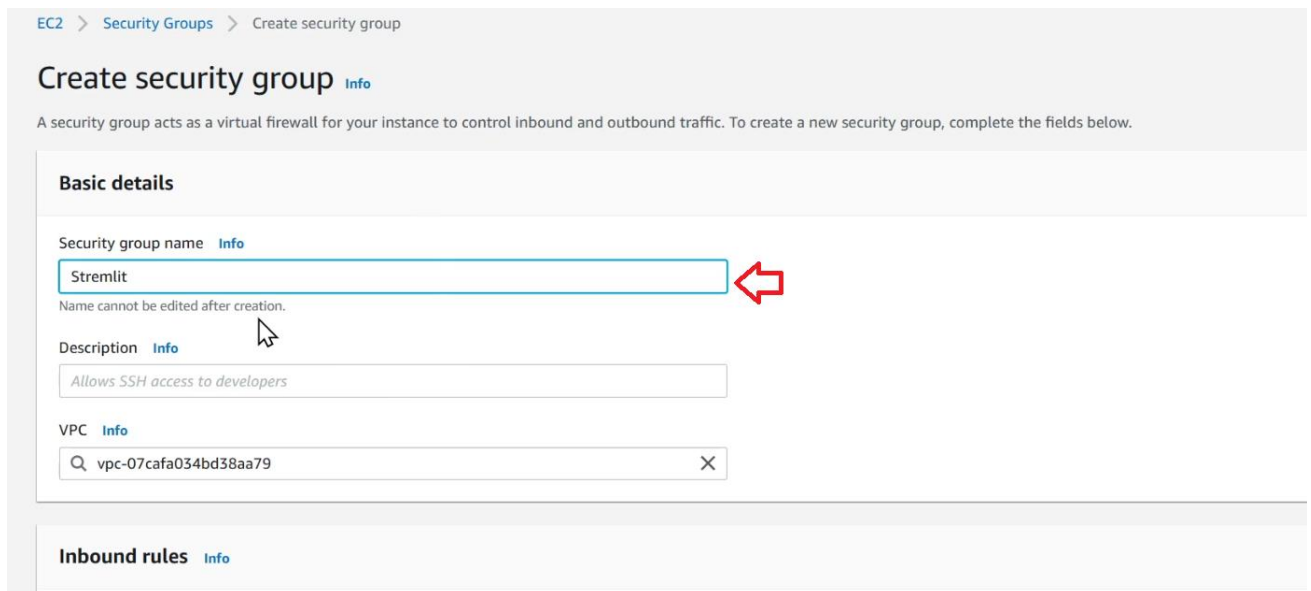 EC2 > Security Groups > Create security group
Create security group Info
A security group acts as a virtual firewall for your instance to control inbound and outbound traffic. To create a new security group, complete the fields below.
Basic details
Security group name Info
Stremlit
Name cannot be edited after creation.
Description Info
Allows SSH access to developers
VPC Info
vpc-07cafa034bd38aa79
Inbound rules Info